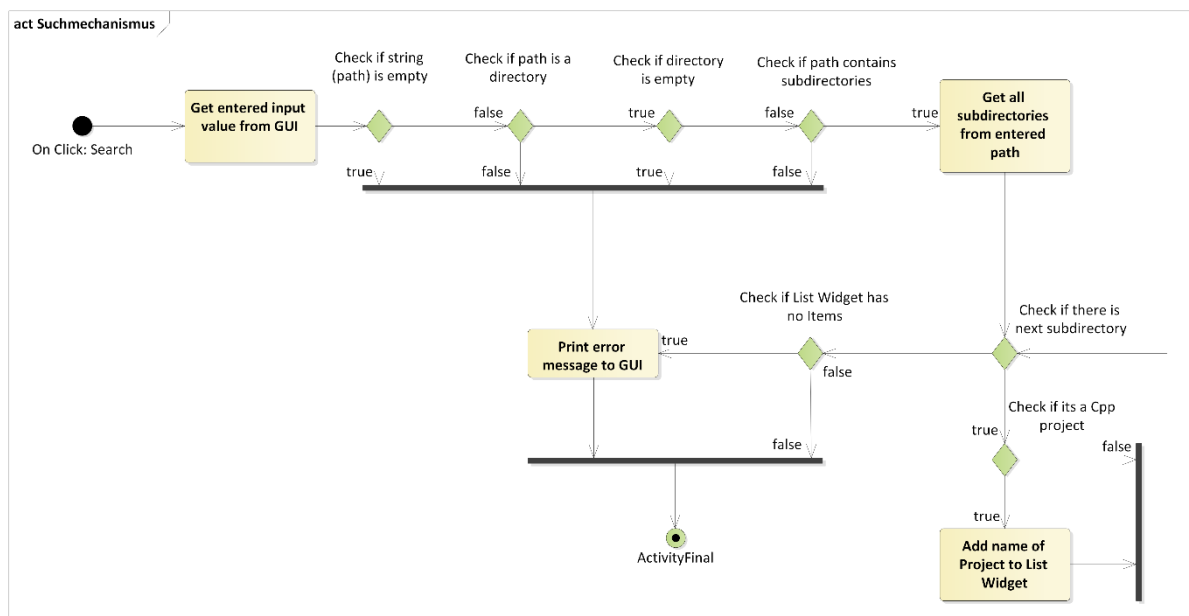 act Suchmechanismus
Check if string
(path) is empty
Check if path is a
directory
Check if directory
is empty
Check if path contains
subdirectories
On Click: Search
Get entered input
value from GUI
false
true
false
true
Get all
subdirectories
from entered
path
true
false
true
false
Check if List Widget has
no Items
Check if there is
next subdirectory
Print error
message to GUI
true
false
Check if its a Cpp
project
true
false
false
ActivityFinal
true
Add name of
Project to List
Widget